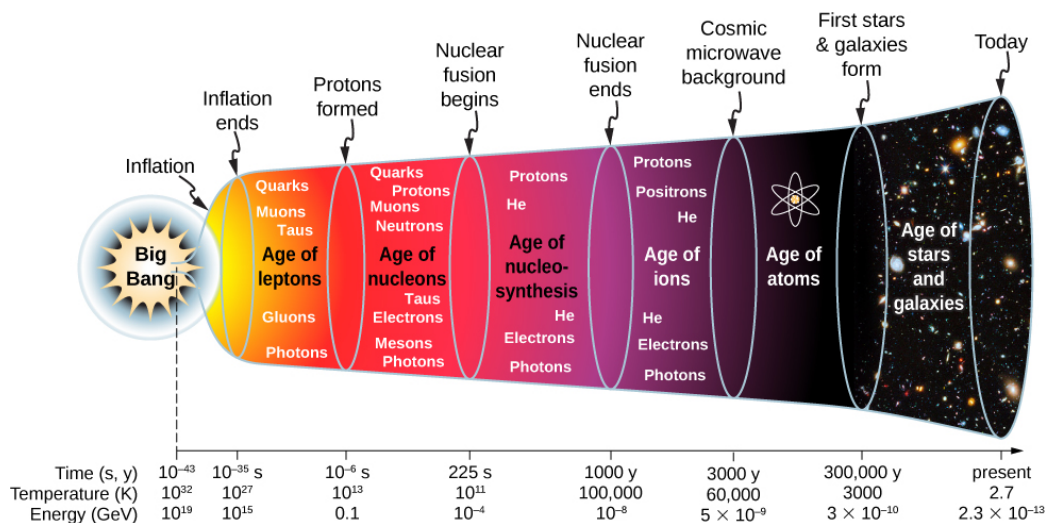 Inflation
Inflation
ends
Protons
formed
Nuclear
fusion
begins
Nuclear
fusion
ends
Cosmic
microwave
background
First stars
& galaxies
form
Today
Big
Bang
Quarks
Muons
Taus
Age of
leptons
Gluons
Photons
Quarks
Protons
Muons
Neutrons
Age of
nucleons
Taus
Electrons
Mesons
Photons
Protons
He
Age of
nucleo-
synthesis
He
Electrons
Photons
Protons
Positrons
He
Age of
ions
He
Electrons
Photons
Age of
atoms
Age of
stars
and
galaxies
Time (s, y) 10⁻⁴³ 10⁻³⁵ s 10⁻⁶ s 225 s 1000 y 3000 y 300,000 y present
Temperature (K) 10³² 10²⁷ 10¹³ 10¹¹ 100,000 60,000 3000 2.7
Energy (GeV) 10¹⁹ 10¹⁵ 0.1 10⁻⁴ 10⁻⁸ 5 × 10⁻⁹ 3 × 10⁻¹⁰ 2.3 × 10⁻¹³